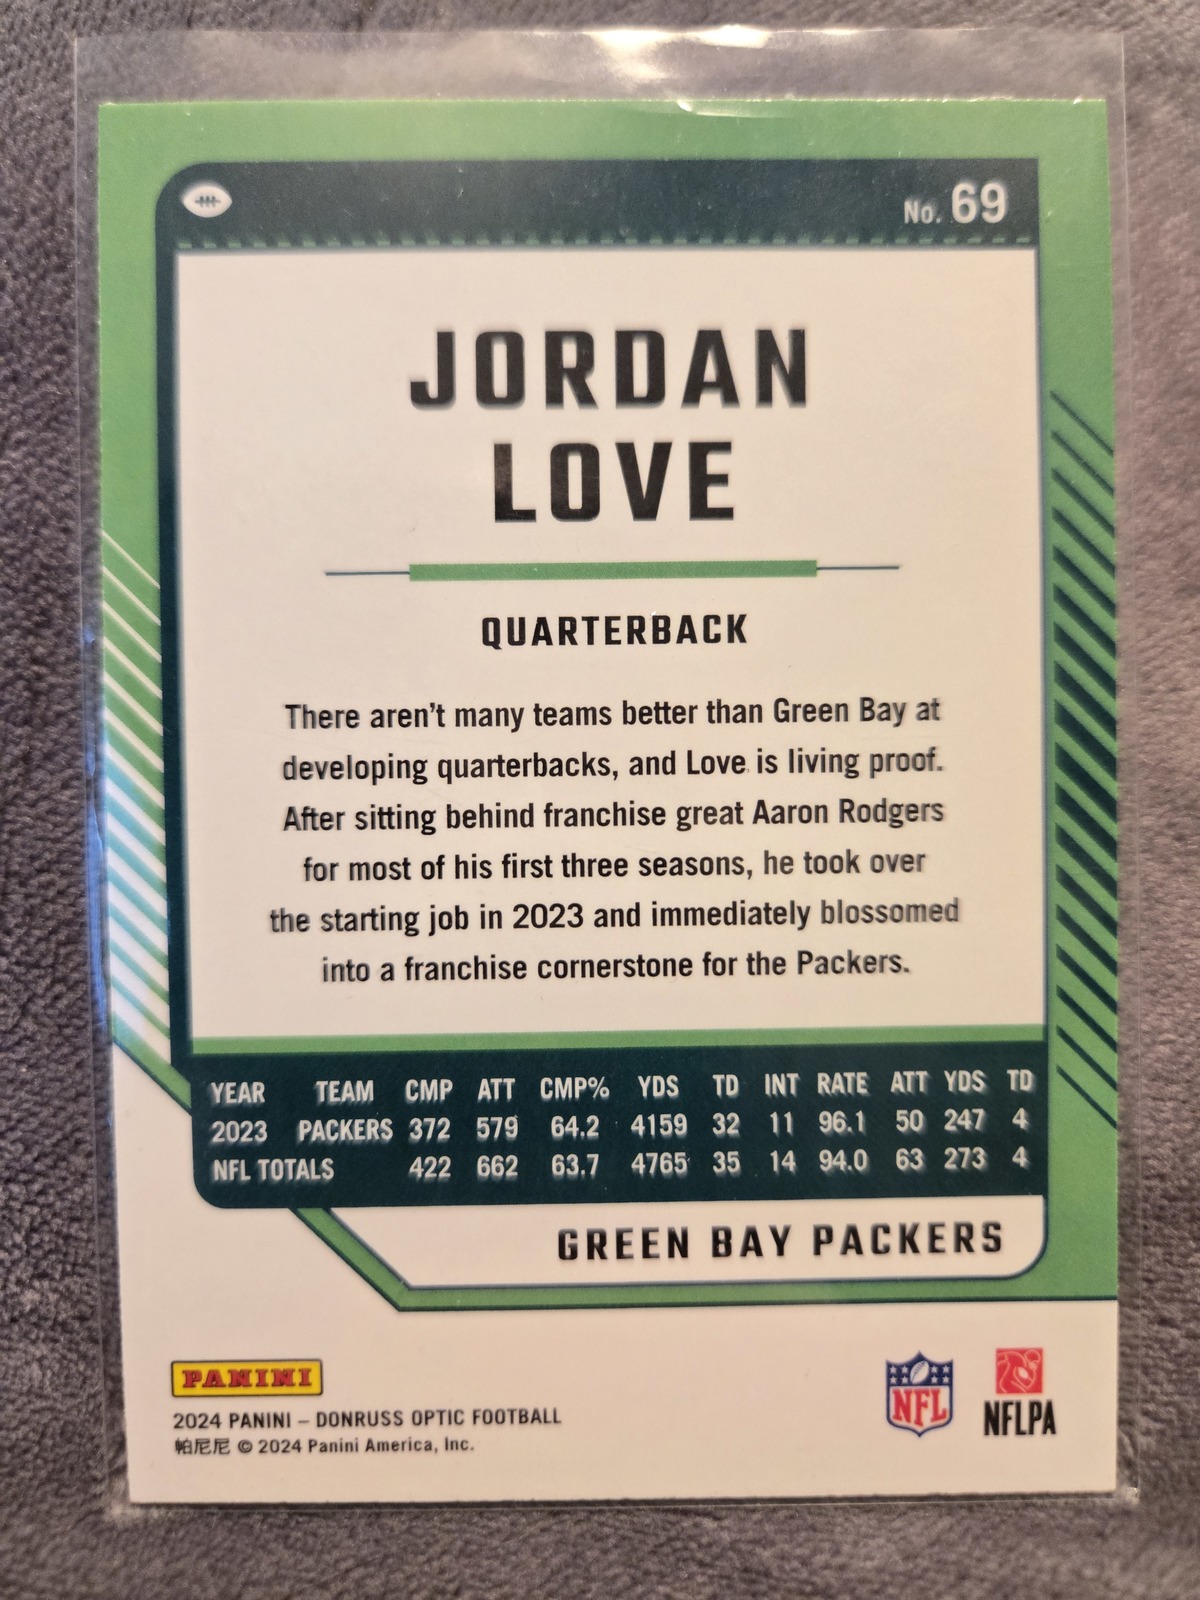 No. 69
JORDAN
LOVE
QUARTERBACK
There aren't many teams better than Green Bay at
developing quarterbacks, and Love is living proof.
After sitting behind franchise great Aaron Rodgers
for most of his first three seasons, he took over
the starting job in 2023 and immediately blossomed
into a franchise cornerstone for the Packers.
YEAR TEAM CMP ATT CMP% YDS TD INT RATE ATT YDS TD
2023 PACKERS 372 579 64.2 4159 32 11 96.1 50 247 4
NFL TOTALS 422 662 63.7 4765 35 14 94.0 63 273 4
GREEN BAY PACKERS
PANINI
NFL
NFLPA
2024 PANINI – DONRUSS OPTIC FOOTBALL
帕尼尼 © 2024 Panini America, Inc.